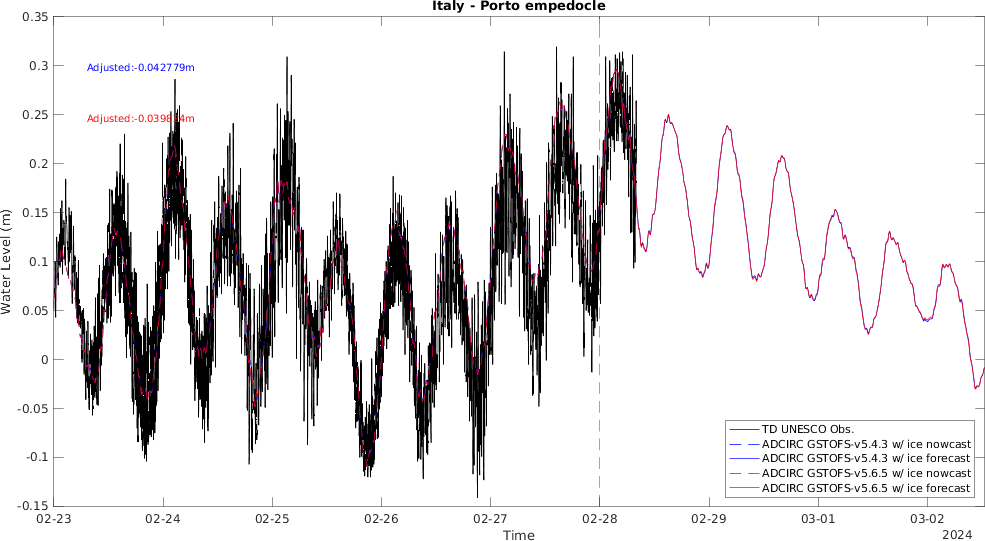 Italy - Porto empedocle
0.35
0.3
0.25
0.2
0.15
0.1
0.05
0
-0.05
-0.1
-0.15
Water Level (m)
Adjusted:-0.042779m
Adjusted:-0.039814m
TD UNESCO Obs.
ADCIRC GSTOFS-v5.4.3 w/ ice nowcast
ADCIRC GSTOFS-v5.4.3 w/ ice forecast
ADCIRC GSTOFS-v5.6.5 w/ ice nowcast
ADCIRC GSTOFS-v5.6.5 w/ ice forecast
02-23 02-24 02-25 02-26 02-27 02-28 02-29 03-01 03-02
Time
2024